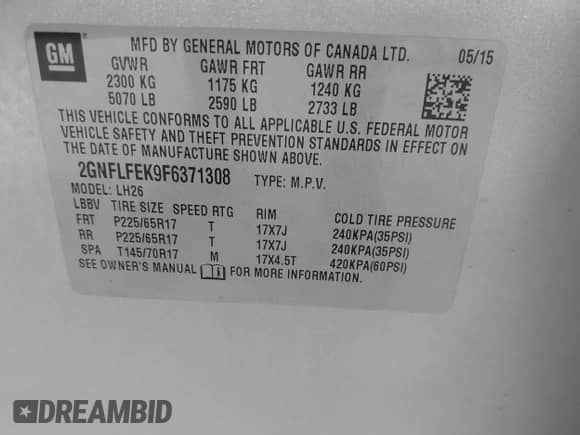 GM
MFD BY GENERAL MOTORS OF CANADA LTD. 05/15
GVWR GAWR FRT GAWR RR
2300 KG 1175 KG 1240 KG
5070 LB 2590 LB 2733 LB
THIS VEHICLE CONFORMS TO ALL APPLICABLE U.S. FEDERAL MOTOR
VEHICLE SAFETY AND THEFT PREVENTION STANDARDS IN EFFECT ON
THE DATE OF MANUFACTURE SHOWN ABOVE.
2GNFLFEK9F6371308 TYPE: M.P.V.
MODEL: LH26
LBBV TIRE SIZE SPEED RTG RIM COLD TIRE PRESSURE
FRT P225/65R17 T 17X7J 240KPA(35PSI)
RR P225/65R17 T 17X7J 240KPA(35PSI)
SPA T145/70R17 M 17X4.5T 420KPA(60PSI)
SEE OWNER'S MANUAL FOR MORE INFORMATION.
DREAMBID